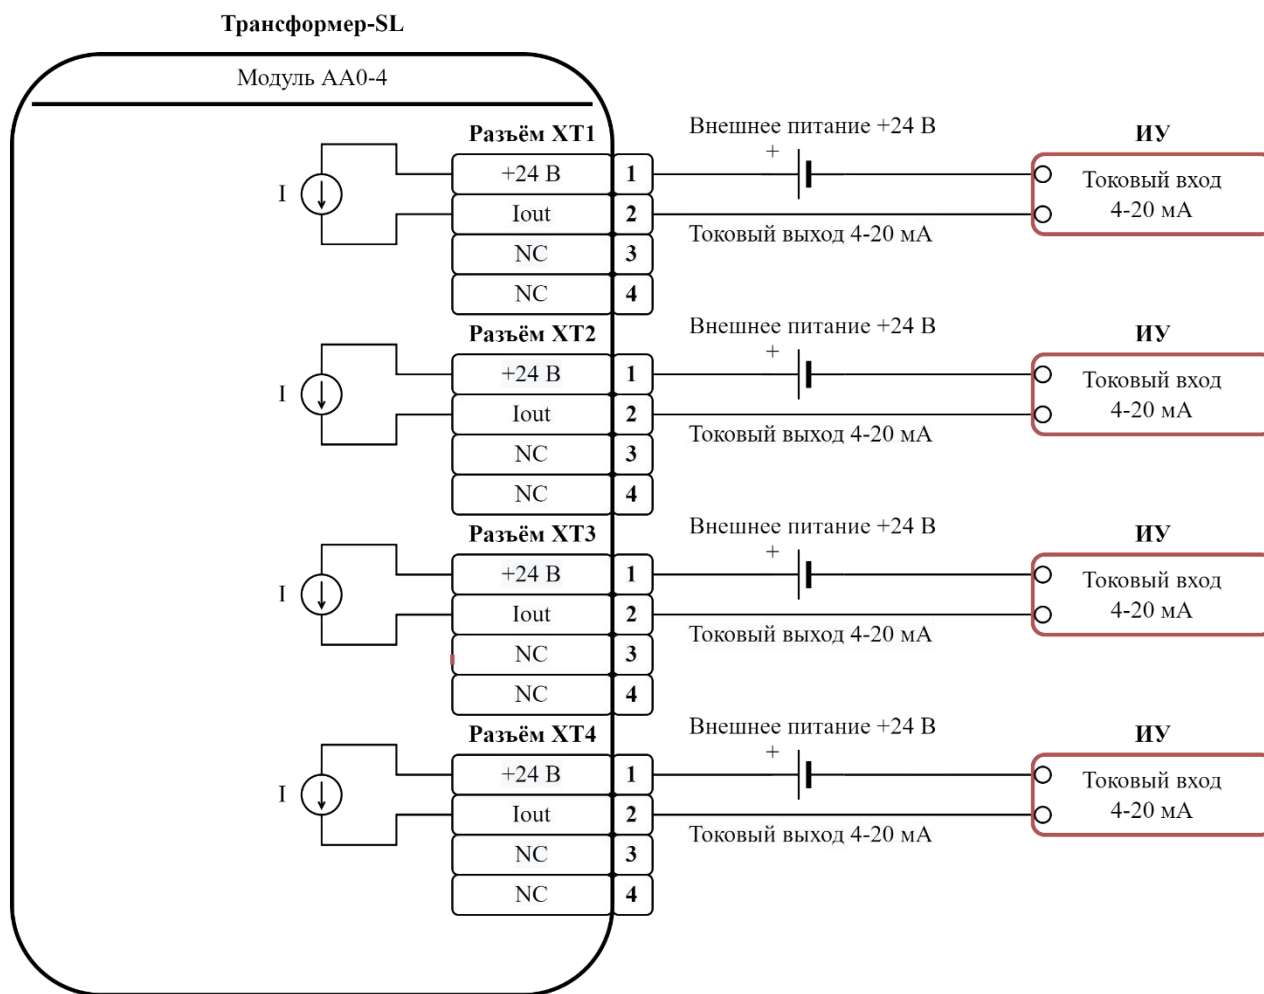 Трансформер-SL
Модуль AA0-4
Разъём XT1
Внешнее питание +24 В
+
ИУ
I
+24 В
1
Токовый вход
4-20 мА
Iout
2
Токовый выход 4-20 мА
NC
3
NC
4
Разъём XT2
Внешнее питание +24 В
+
ИУ
I
+24 В
1
Токовый вход
4-20 мА
Iout
2
Токовый выход 4-20 мА
NC
3
NC
4
Разъём XT3
Внешнее питание +24 В
+
ИУ
I
+24 В
1
Токовый вход
4-20 мА
Iout
2
Токовый выход 4-20 мА
NC
3
NC
4
Разъём XT4
Внешнее питание +24 В
+
ИУ
I
+24 В
1
Токовый вход
4-20 мА
Iout
2
Токовый выход 4-20 мА
NC
3
NC
4